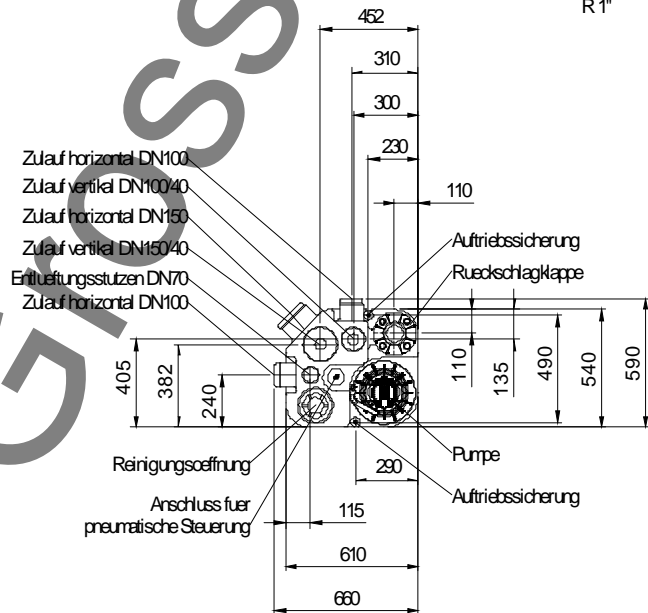 R 1"
452
310
300
230
110
Zulauf horizontal DN100
Zulauf vertikal DN100/40
Zulauf horizontal DN150
Zulauf vertikal DN150/40
Entlueftungsstutzen DN70
Zulauf horizontal DN100
Auftriebssicherung
Rueckschlagklappe
405
382
240
110
135
490
540
590
Reinigungsoeffnung
Anschluss fuer
pneumatische Steuerung
290
Pumpe
Auftriebssicherung
115
610
660
Gross